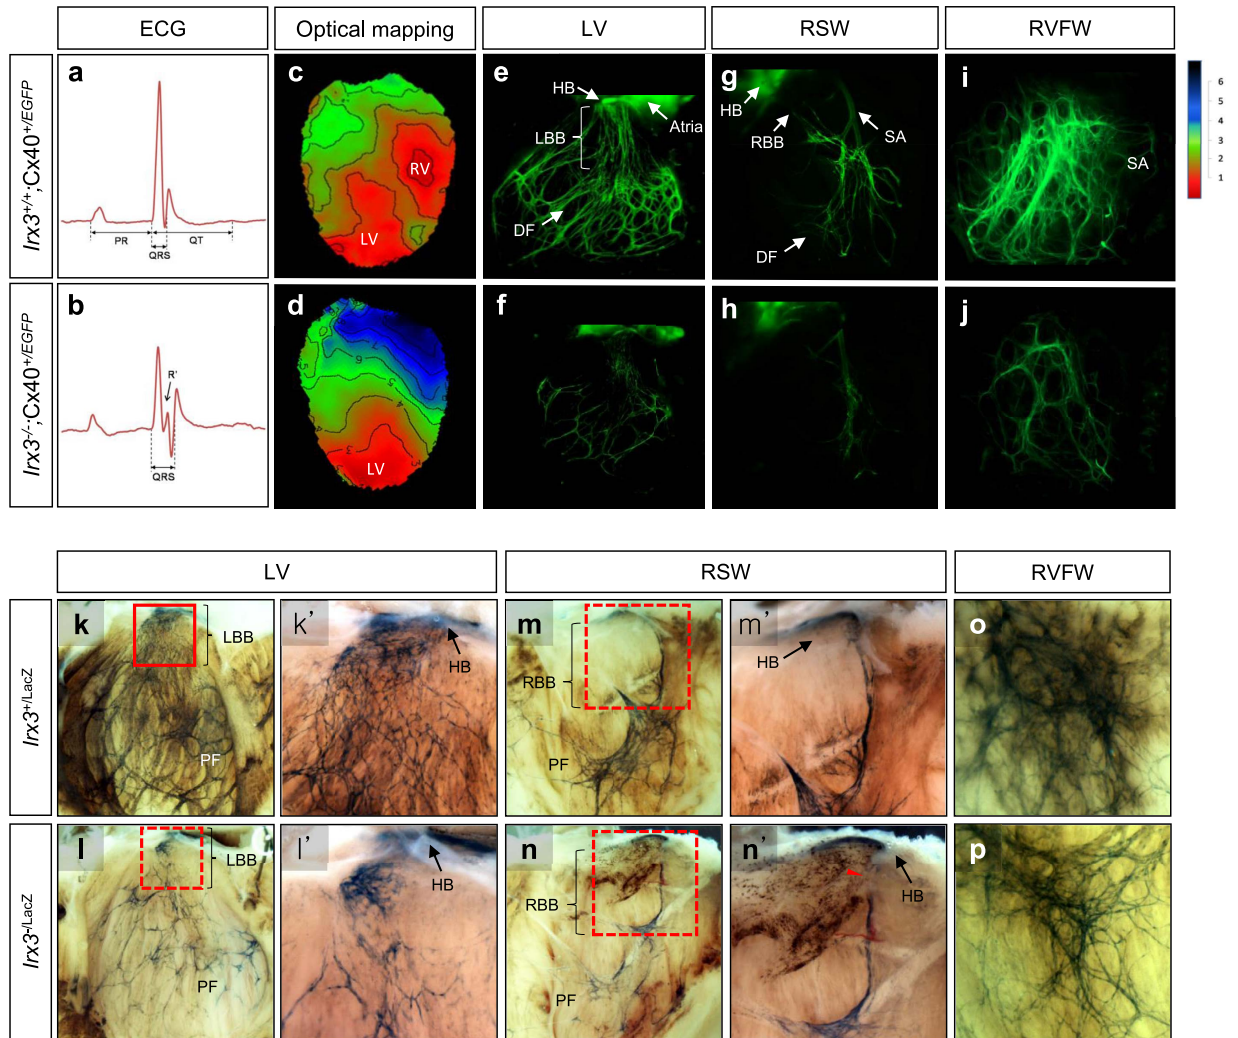 ECG
Optical mapping
LV
RSW
RVFW
Irx3+/+;Cx40+/EGFP
a
PR
QT
QRS
c
RV
LV
e
HB
Atria
LBB
DF
g
HB
RBB
SA
DF
i
SA
6
5
4
3
2
1
Irx3-/-;Cx40+/EGFP
b
R'
QRS
d
LV
f
h
j
LV
RSW
RVFW
Irx3+/LacZ
k
LBB
PF
k'
HB
m
RBB
PF
m'
HB
o
Irx3-/LacZ
l
LBB
PF
l'
HB
n
RBB
PF
n'
HB
p